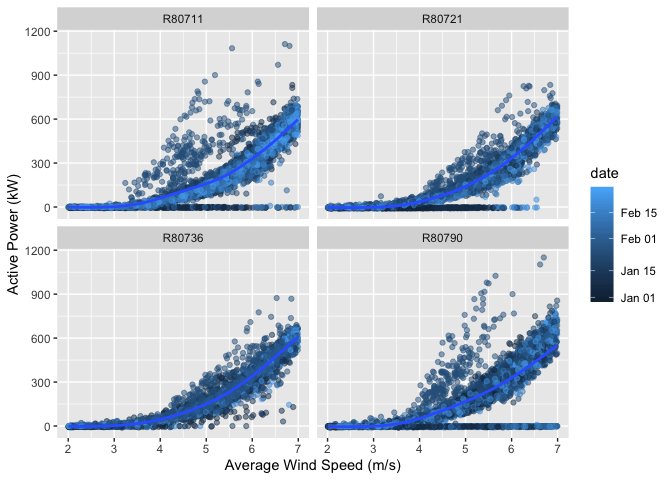 R80711
R80721
1200
900
600
300
0
R80736
R80790
1200
900
600
300
0
2 3 4 5 6 7
2 3 4 5 6 7
Average Wind Speed (m/s)
Active Power (kW)
date
Feb 15
Feb 01
Jan 15
Jan 01